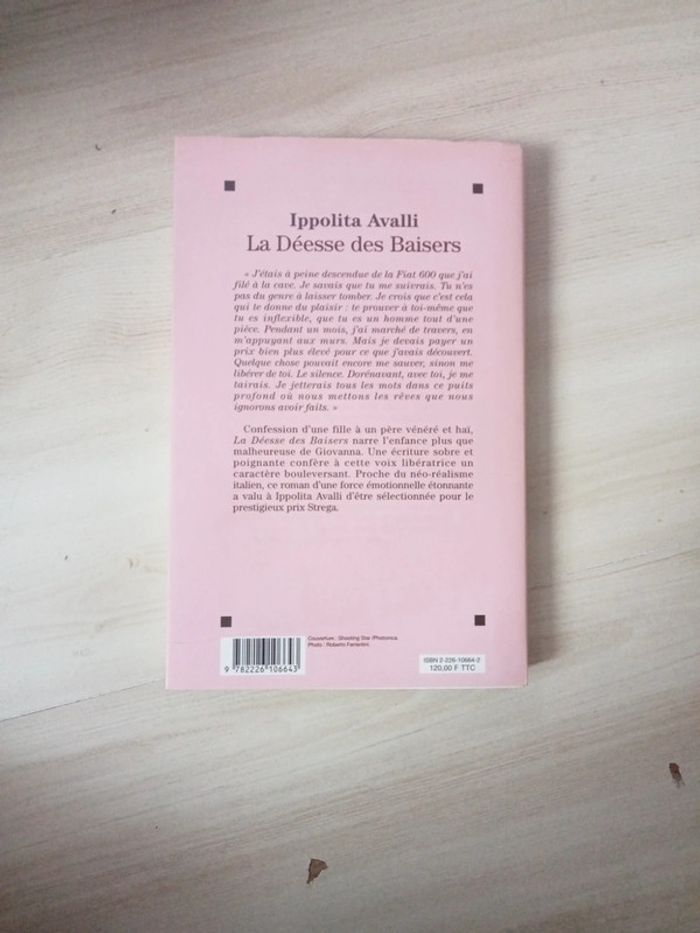 Ippolita Avalli
La Déesse des Baisers
« J'étais à peine descendue de la Fiat 600 que j'ai
filé à la cave. Je savais que tu me suivrais. Tu n'es
pas du genre à laisser tomber. Je crois que c'est cela
qui te donne du plaisir : te prouver à toi-même que
tu es inflexible, que tu es un homme tout d'une
pièce. Pendant un mois, j'ai marché de travers, en
m'appuyant aux murs. Mais je devais payer un
prix bien plus élevé pour ce que j'avais découvert.
Quelque chose pouvait encore me sauver, sinon me
libérer de toi. Le silence. Dorénavant, avec toi, je me
tairais. Je jetterais tous les mots dans ce puits
profond où nous mettons les rêves que nous
ignorons avoir faits. »
Confession d'une fille à un père vénéré et haï,
La Déesse des Baisers narre l'enfance plus que
malheureuse de Giovanna. Une écriture sobre et
poignante confère à cette voix libératrice un
caractère bouleversant. Proche du néo-réalisme
italien, ce roman d'une force émotionnelle étonnante
a valu à Ippolita Avalli d'être sélectionnée pour le
prestigieux prix Strega.
Couverture : Shooting Star /Photonica.
Photo : Roberto Ferrantini.
9 782226 106643
ISBN 2-226-10664-2
120,00 F TTC